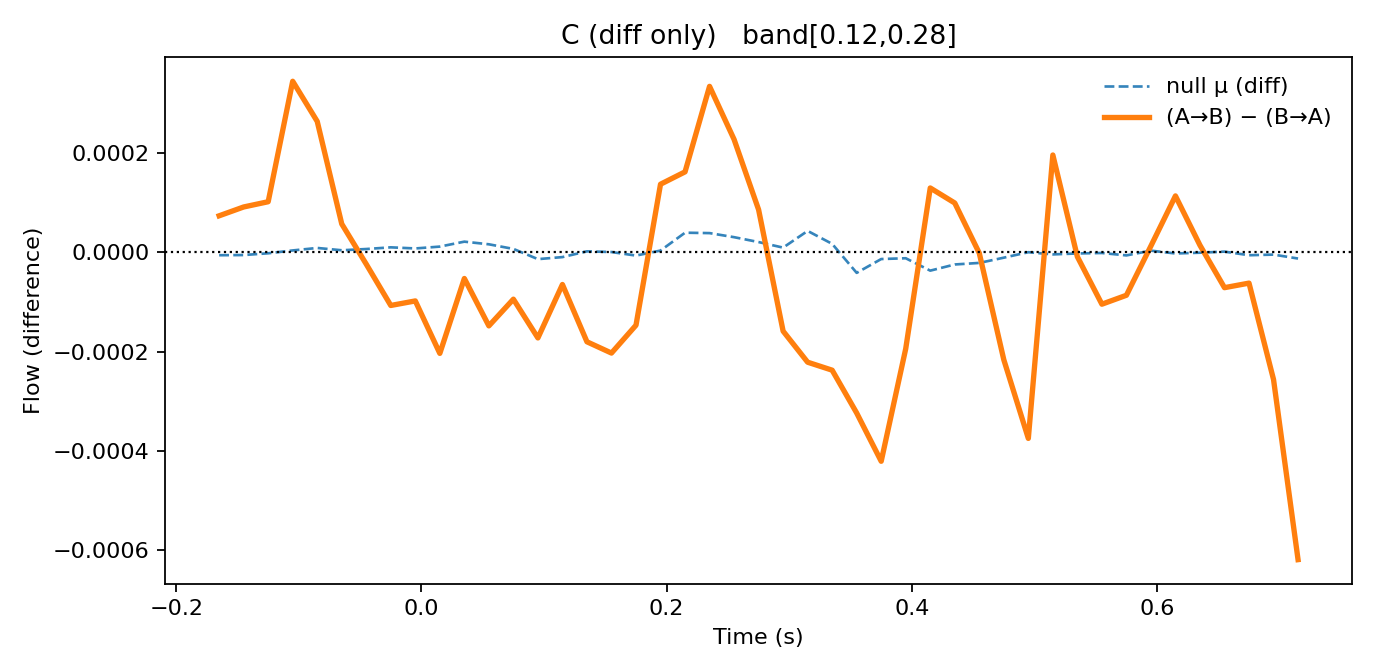 C (diff only)   band[0.12,0.28]
null μ (diff)
(A→B) − (B→A)
Flow (difference)
0.0002
0.0000
−0.0002
−0.0004
−0.0006
−0.2
0.0
0.2
0.4
0.6
Time (s)